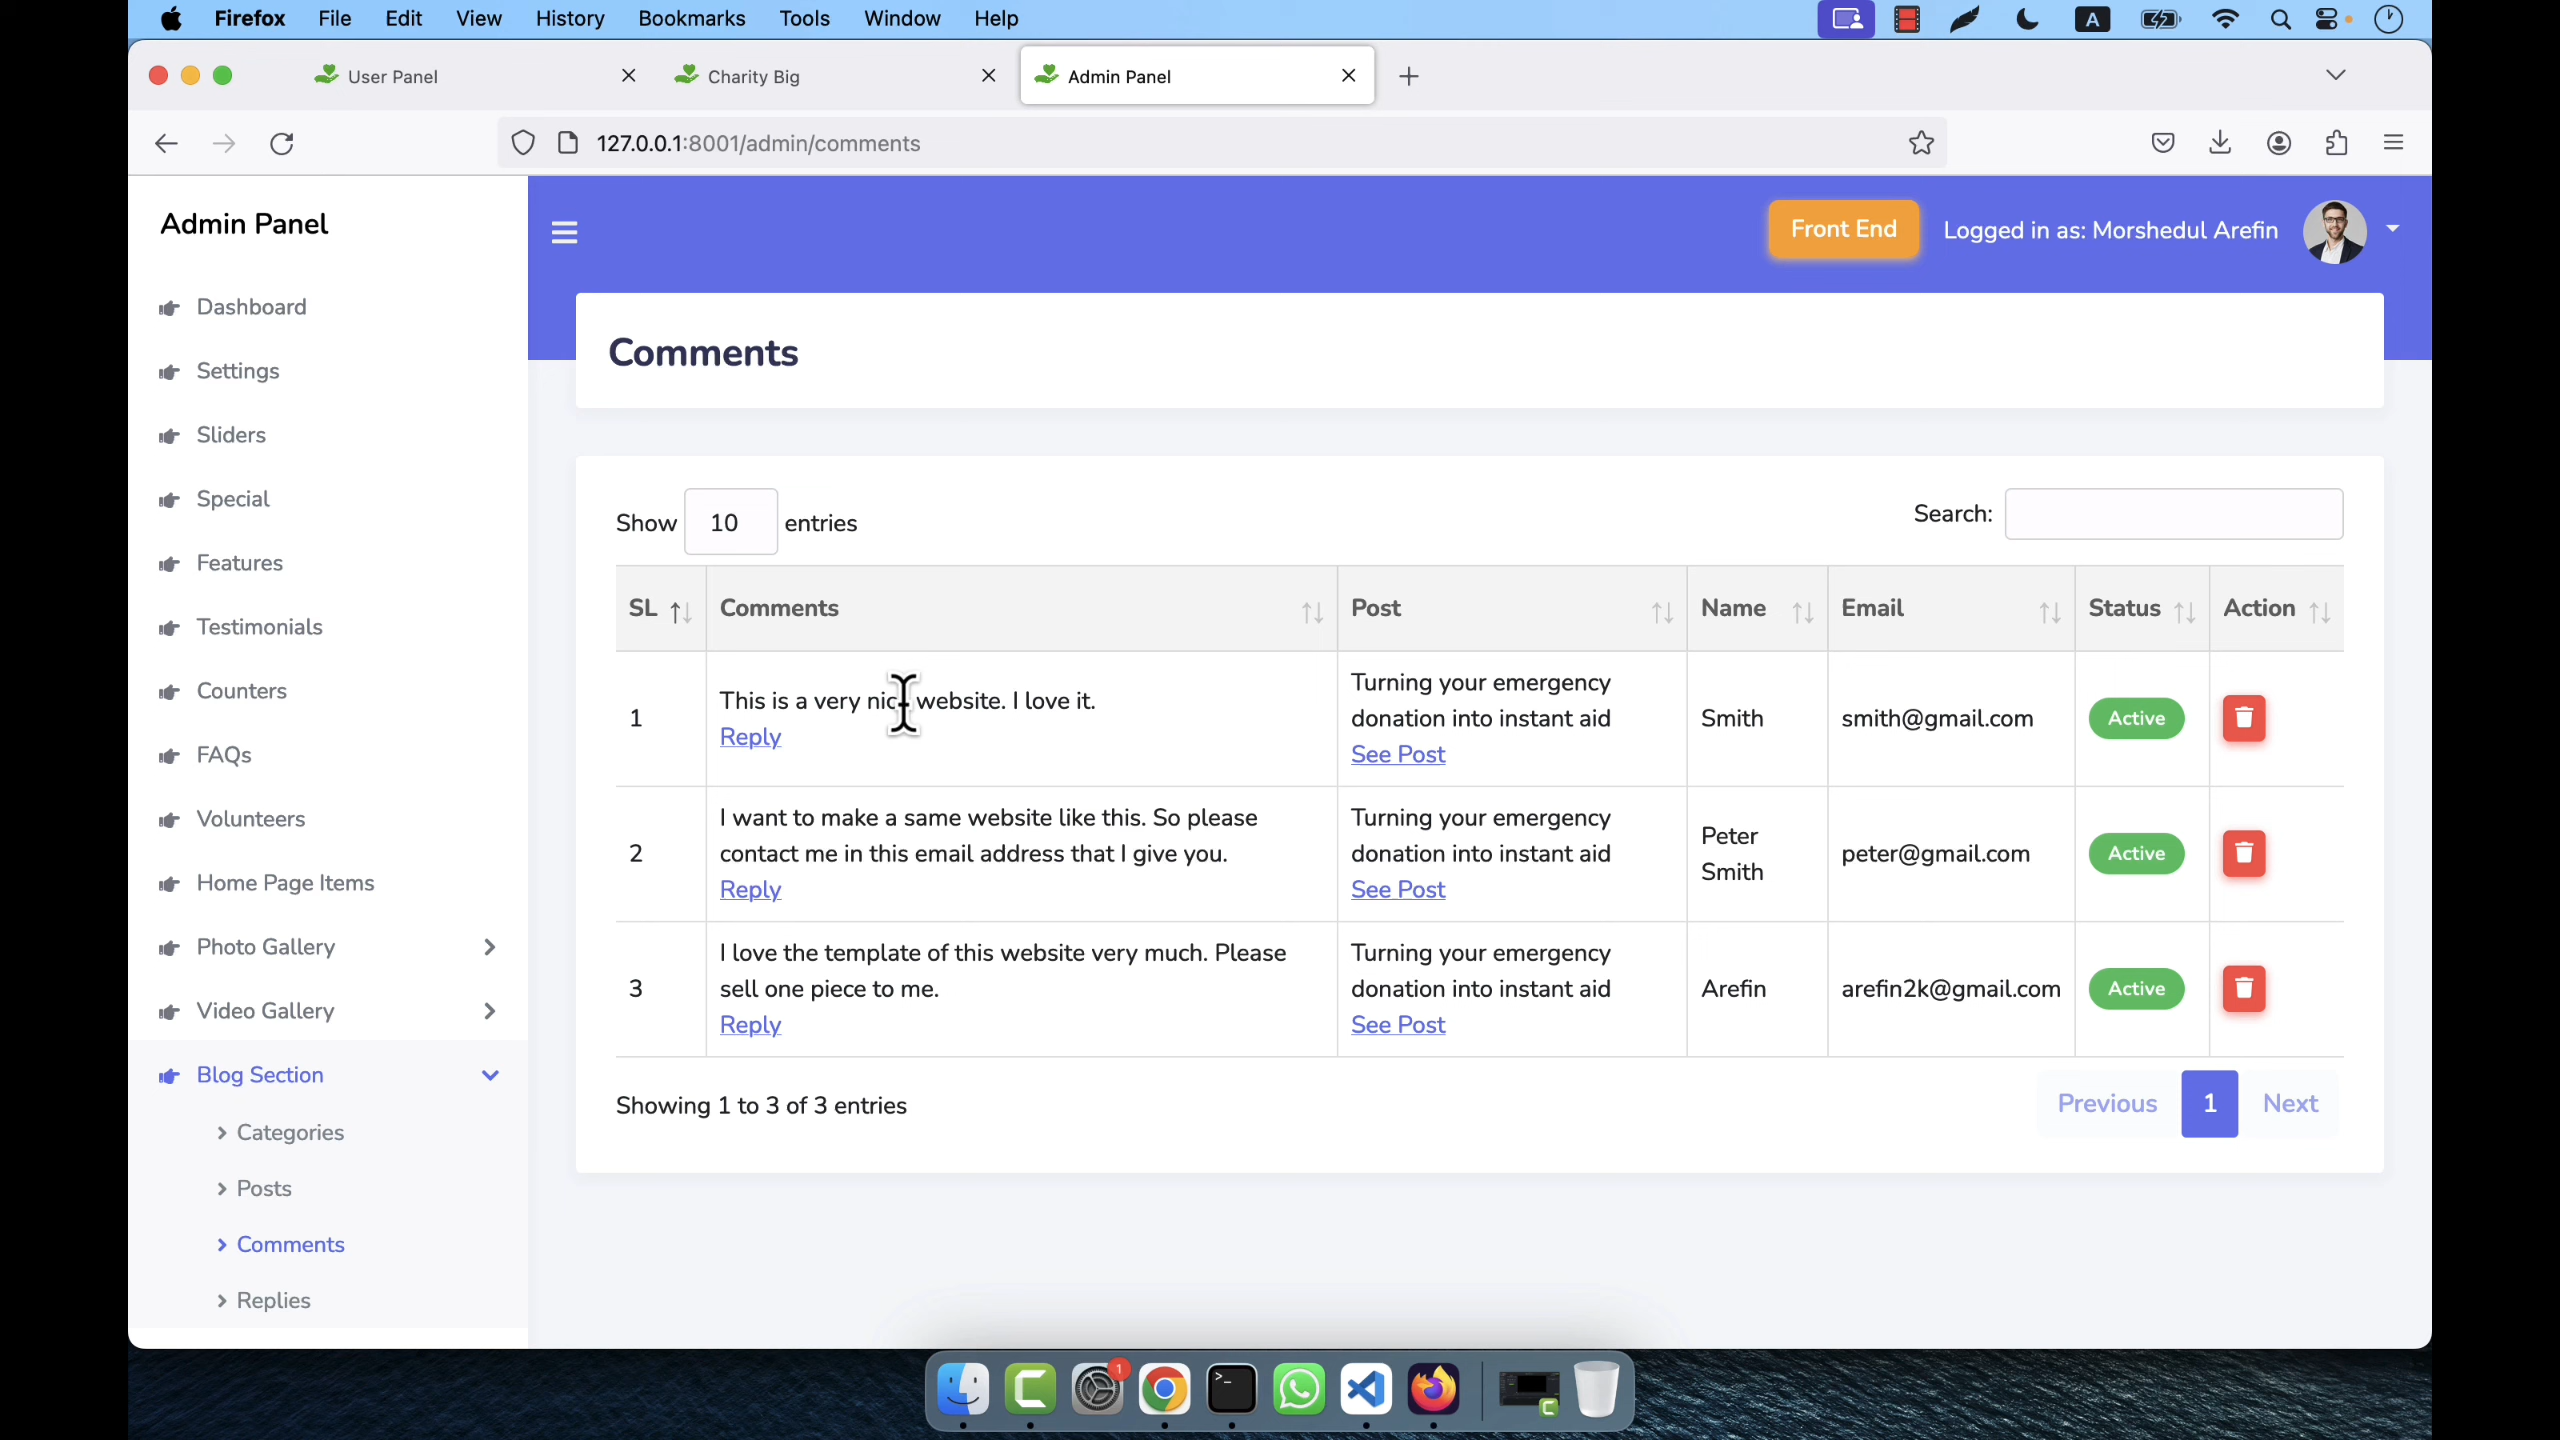 Firefox File Edit View History Bookmarks Tools Window Help
A
User Panel
Charity Big
Admin Panel
127.0.0.1:8001/admin/comments
Admin Panel
Front End
Logged in as: Morshedul Arefin
Dashboard
Settings
Sliders
Special
Features
Testimonials
Counters
FAQs
Volunteers
Home Page Items
Photo Gallery
Video Gallery
Blog Section
Categories
Posts
Comments
Replies
Comments
Show 10 entries
Search:
SL Comments Post Name Email Status Action
1
This is a very nice website. I love it.
Reply
Turning your emergency
donation into instant aid
See Post
Smith
smith@gmail.com
Active
2
I want to make a same website like this. So please
contact me in this email address that I give you.
Reply
Turning your emergency
donation into instant aid
See Post
Peter
Smith
peter@gmail.com
Active
3
I love the template of this website very much. Please
sell one piece to me.
Reply
Turning your emergency
donation into instant aid
See Post
Arefin
arefin2k@gmail.com
Active
Showing 1 to 3 of 3 entries
Previous 1 Next
1